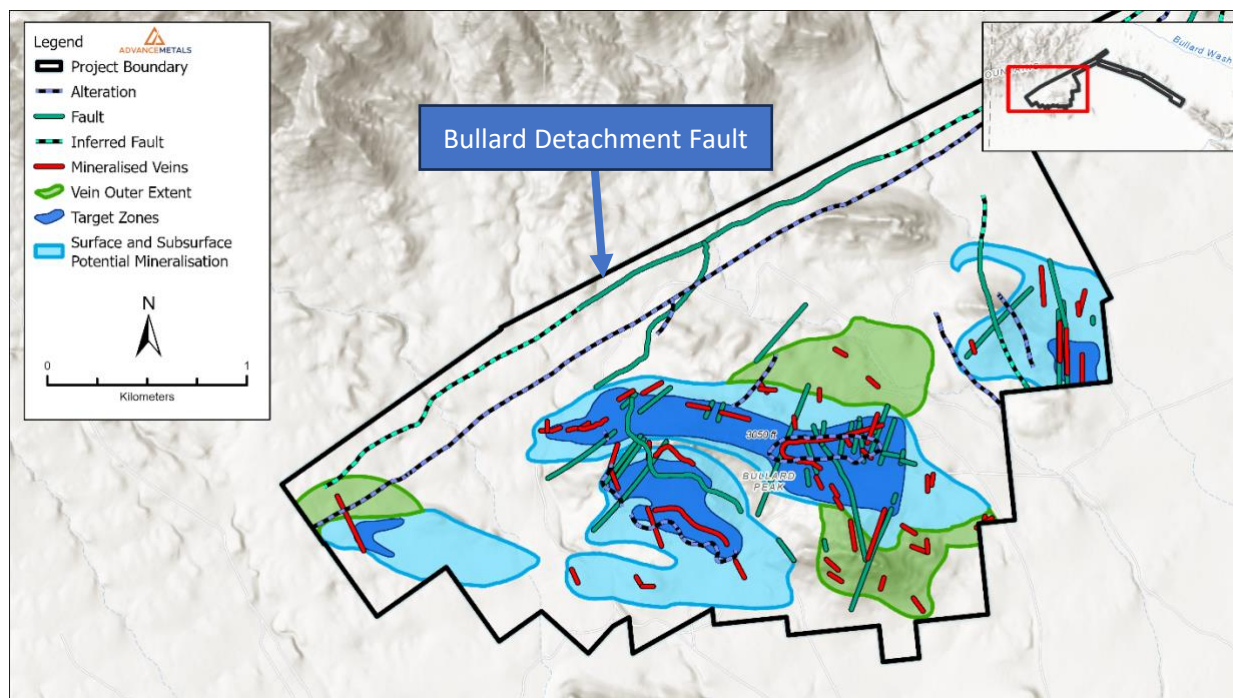 Legend
ADVANCEMETALS
Project Boundary
Alteration
Fault
Inferred Fault
Mineralised Veins
Vein Outer Extent
Target Zones
Surface and Subsurface
Potential Mineralisation
N
0
1
Kilometers
Bullard Detachment Fault
Bullard Wash
3650 ft
BULLARD
PEAK